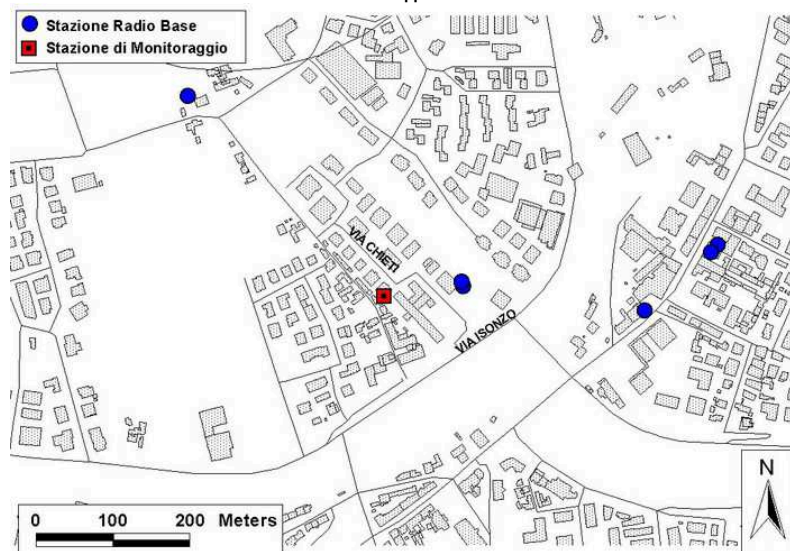 Stazione Radio Base
Stazione di Monitoraggio
VIA CHIETI
VIA ISONZO
N
0 100 200 Meters